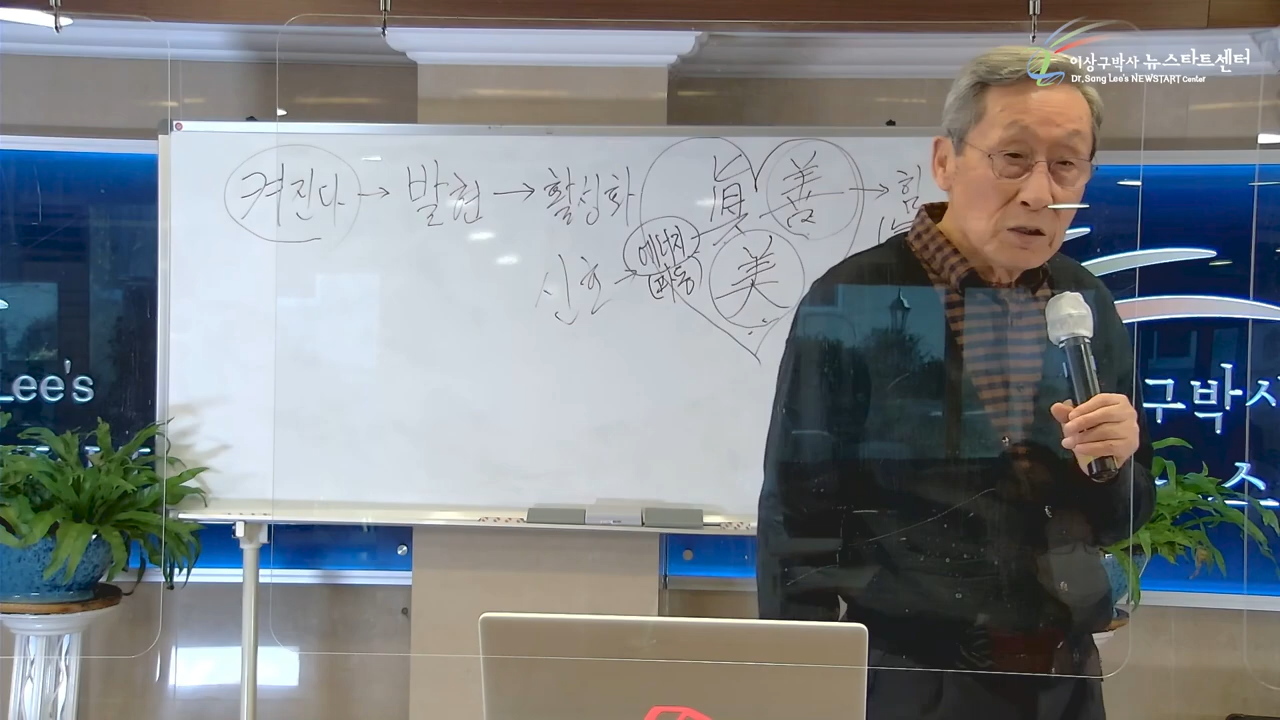 이상구박사 뉴스타트센터
Dr. Sang Lee's NEWSTART Center
켜진다 → 발현 → 활성화 眞 善 → 힘
신호 → 에너지 美
(파동)
Lee's
구박사
스